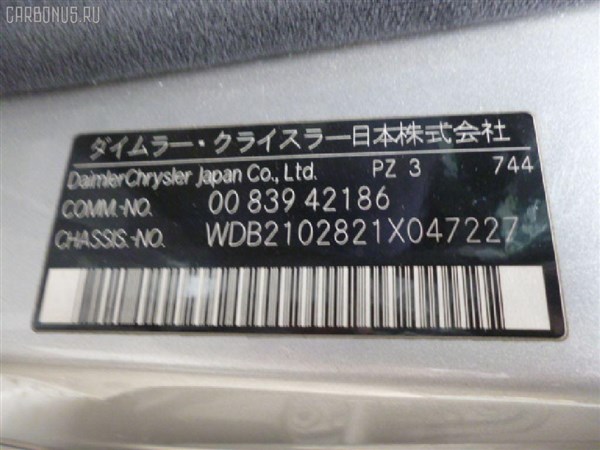 CARBONUS.RU
ダイムラー・クライスラー日本株式会社
DaimlerChrysler Japan Co., Ltd. PZ 3 744
COMM.-NO. 00 839 42186
CHASSIS.-NO. WDB2102821X047227